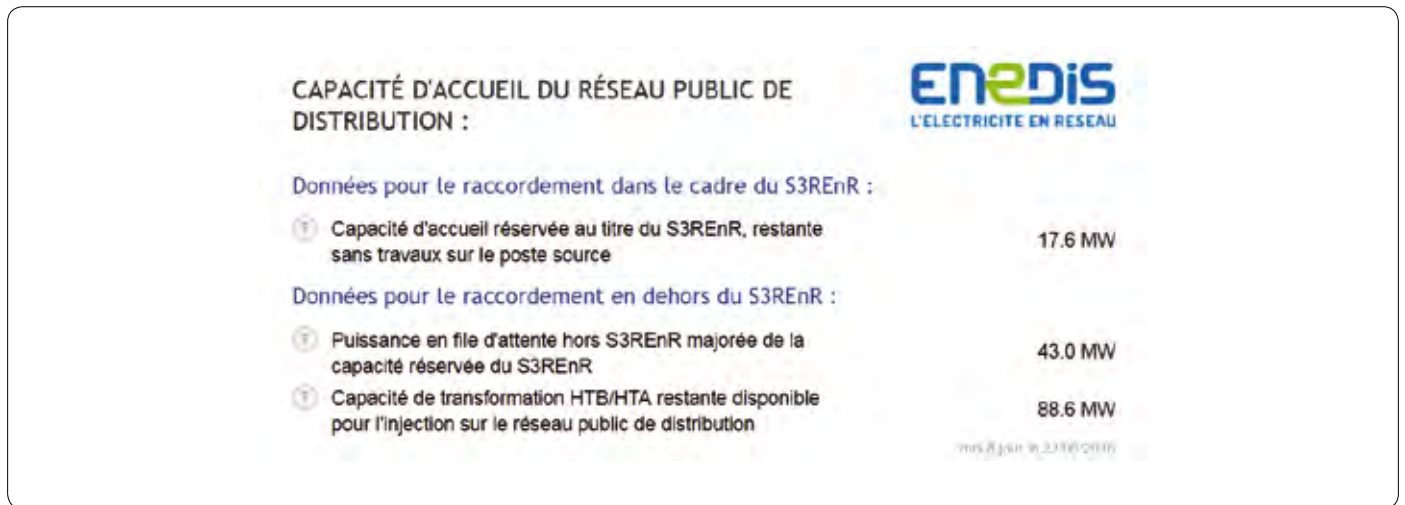 CAPACITÉ D'ACCUEIL DU RÉSEAU PUBLIC DE
DISTRIBUTION :
ENEDIS
L'ELECTRICITE EN RESEAU
Données pour le raccordement dans le cadre du S3REnR :
? Capacité d'accueil réservée au titre du S3REnR, restante
sans travaux sur le poste source
17.6 MW
Données pour le raccordement en dehors du S3REnR :
? Puissance en file d'attente hors S3REnR majorée de la
capacité réservée du S3REnR
43.0 MW
? Capacité de transformation HTB/HTA restante disponible
pour l'injection sur le réseau public de distribution
88.6 MW